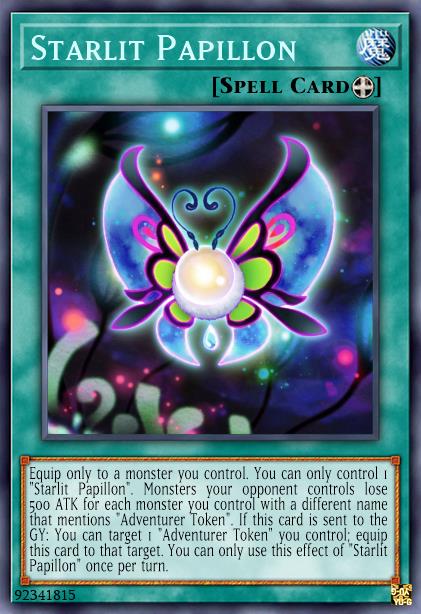 Starlit Papillon
[Spell Card]
Equip only to a monster you control. You can only control 1
"Starlit Papillon". Monsters your opponent controls lose
500 ATK for each monster you control with a different name
that mentions "Adventurer Token". If this card is sent to the
GY: You can target 1 "Adventurer Token" you control; equip
this card to that target. You can only use this effect of "Starlit
Papillon" once per turn.
92341815